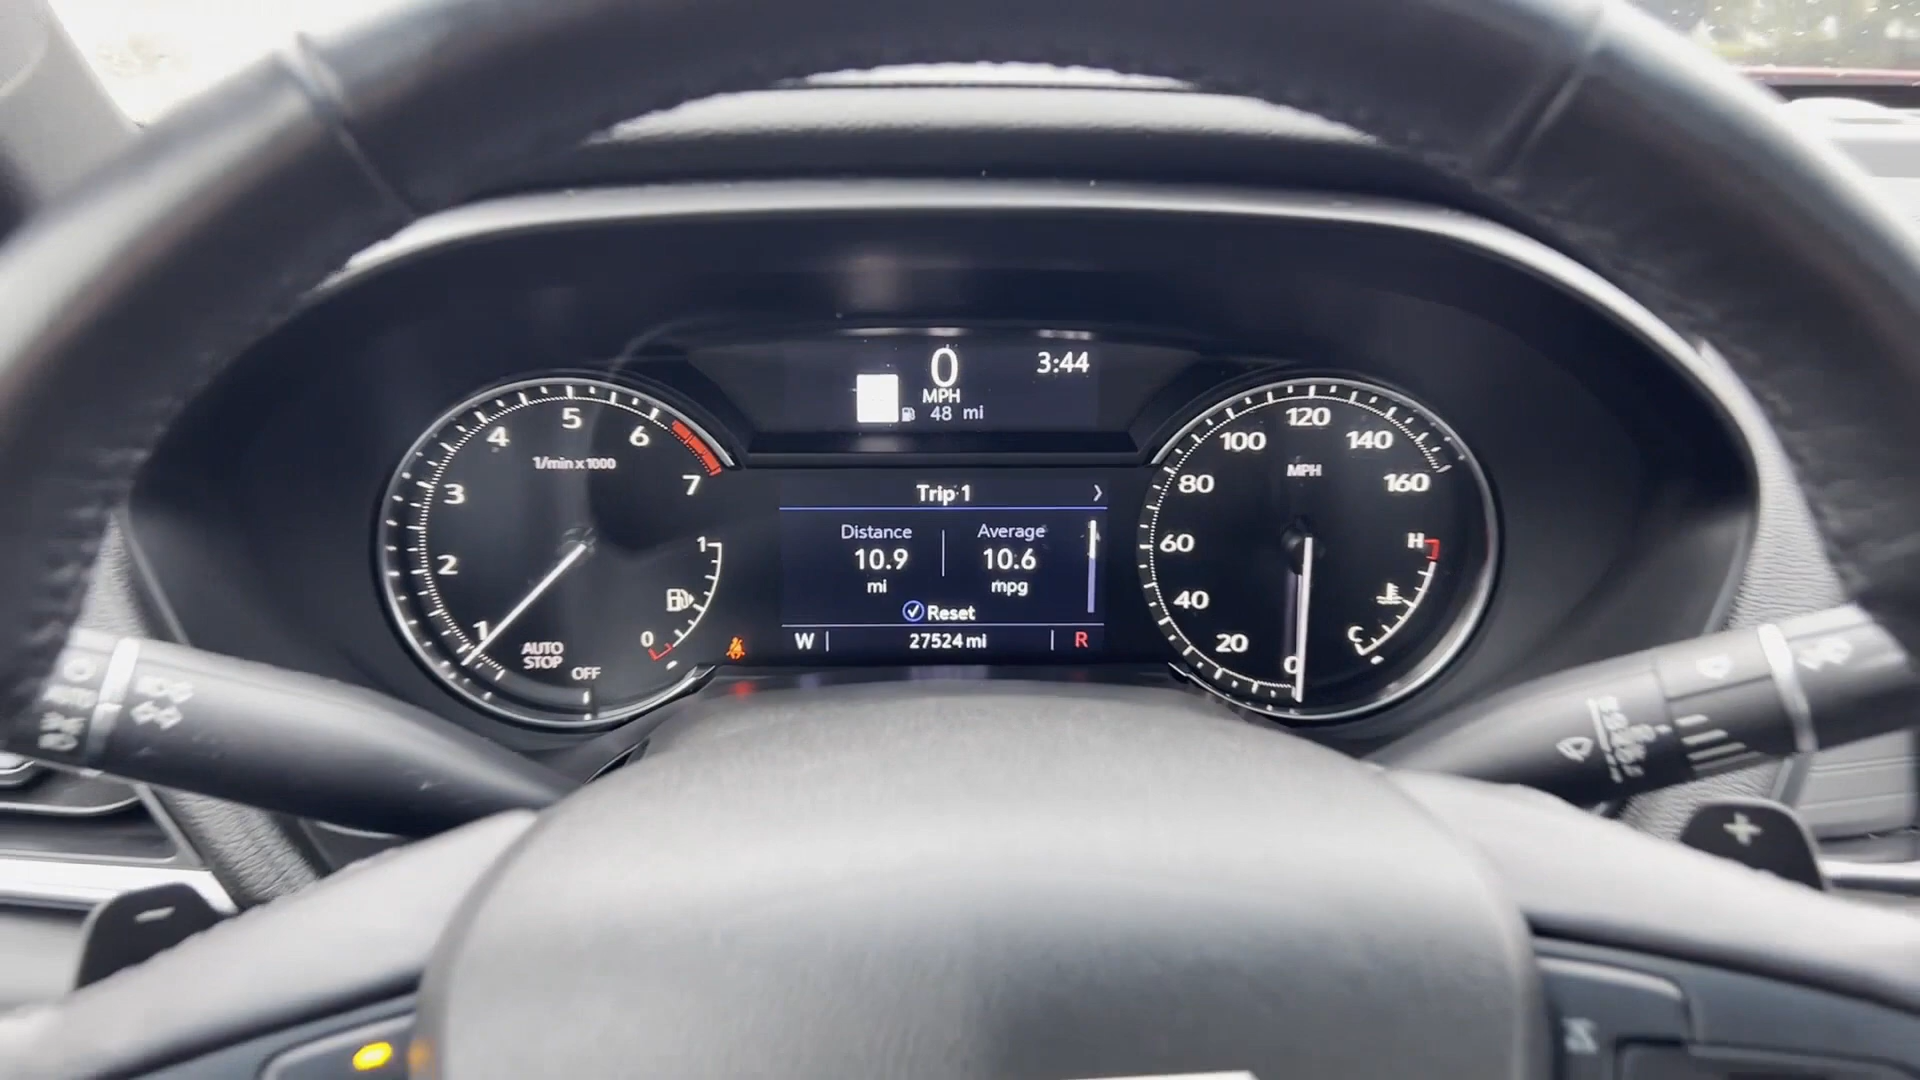 0
MPH
48 mi
3:44
1
2
3
4
5
6
7
1/min x 1000
AUTO
STOP
OFF
1
0
Trip 1
Distance
10.9
mi
Average
10.6
mpg
Reset
W
27524 mi
R
0
20
40
60
80
100
120
140
160
MPH
H
C
-
+